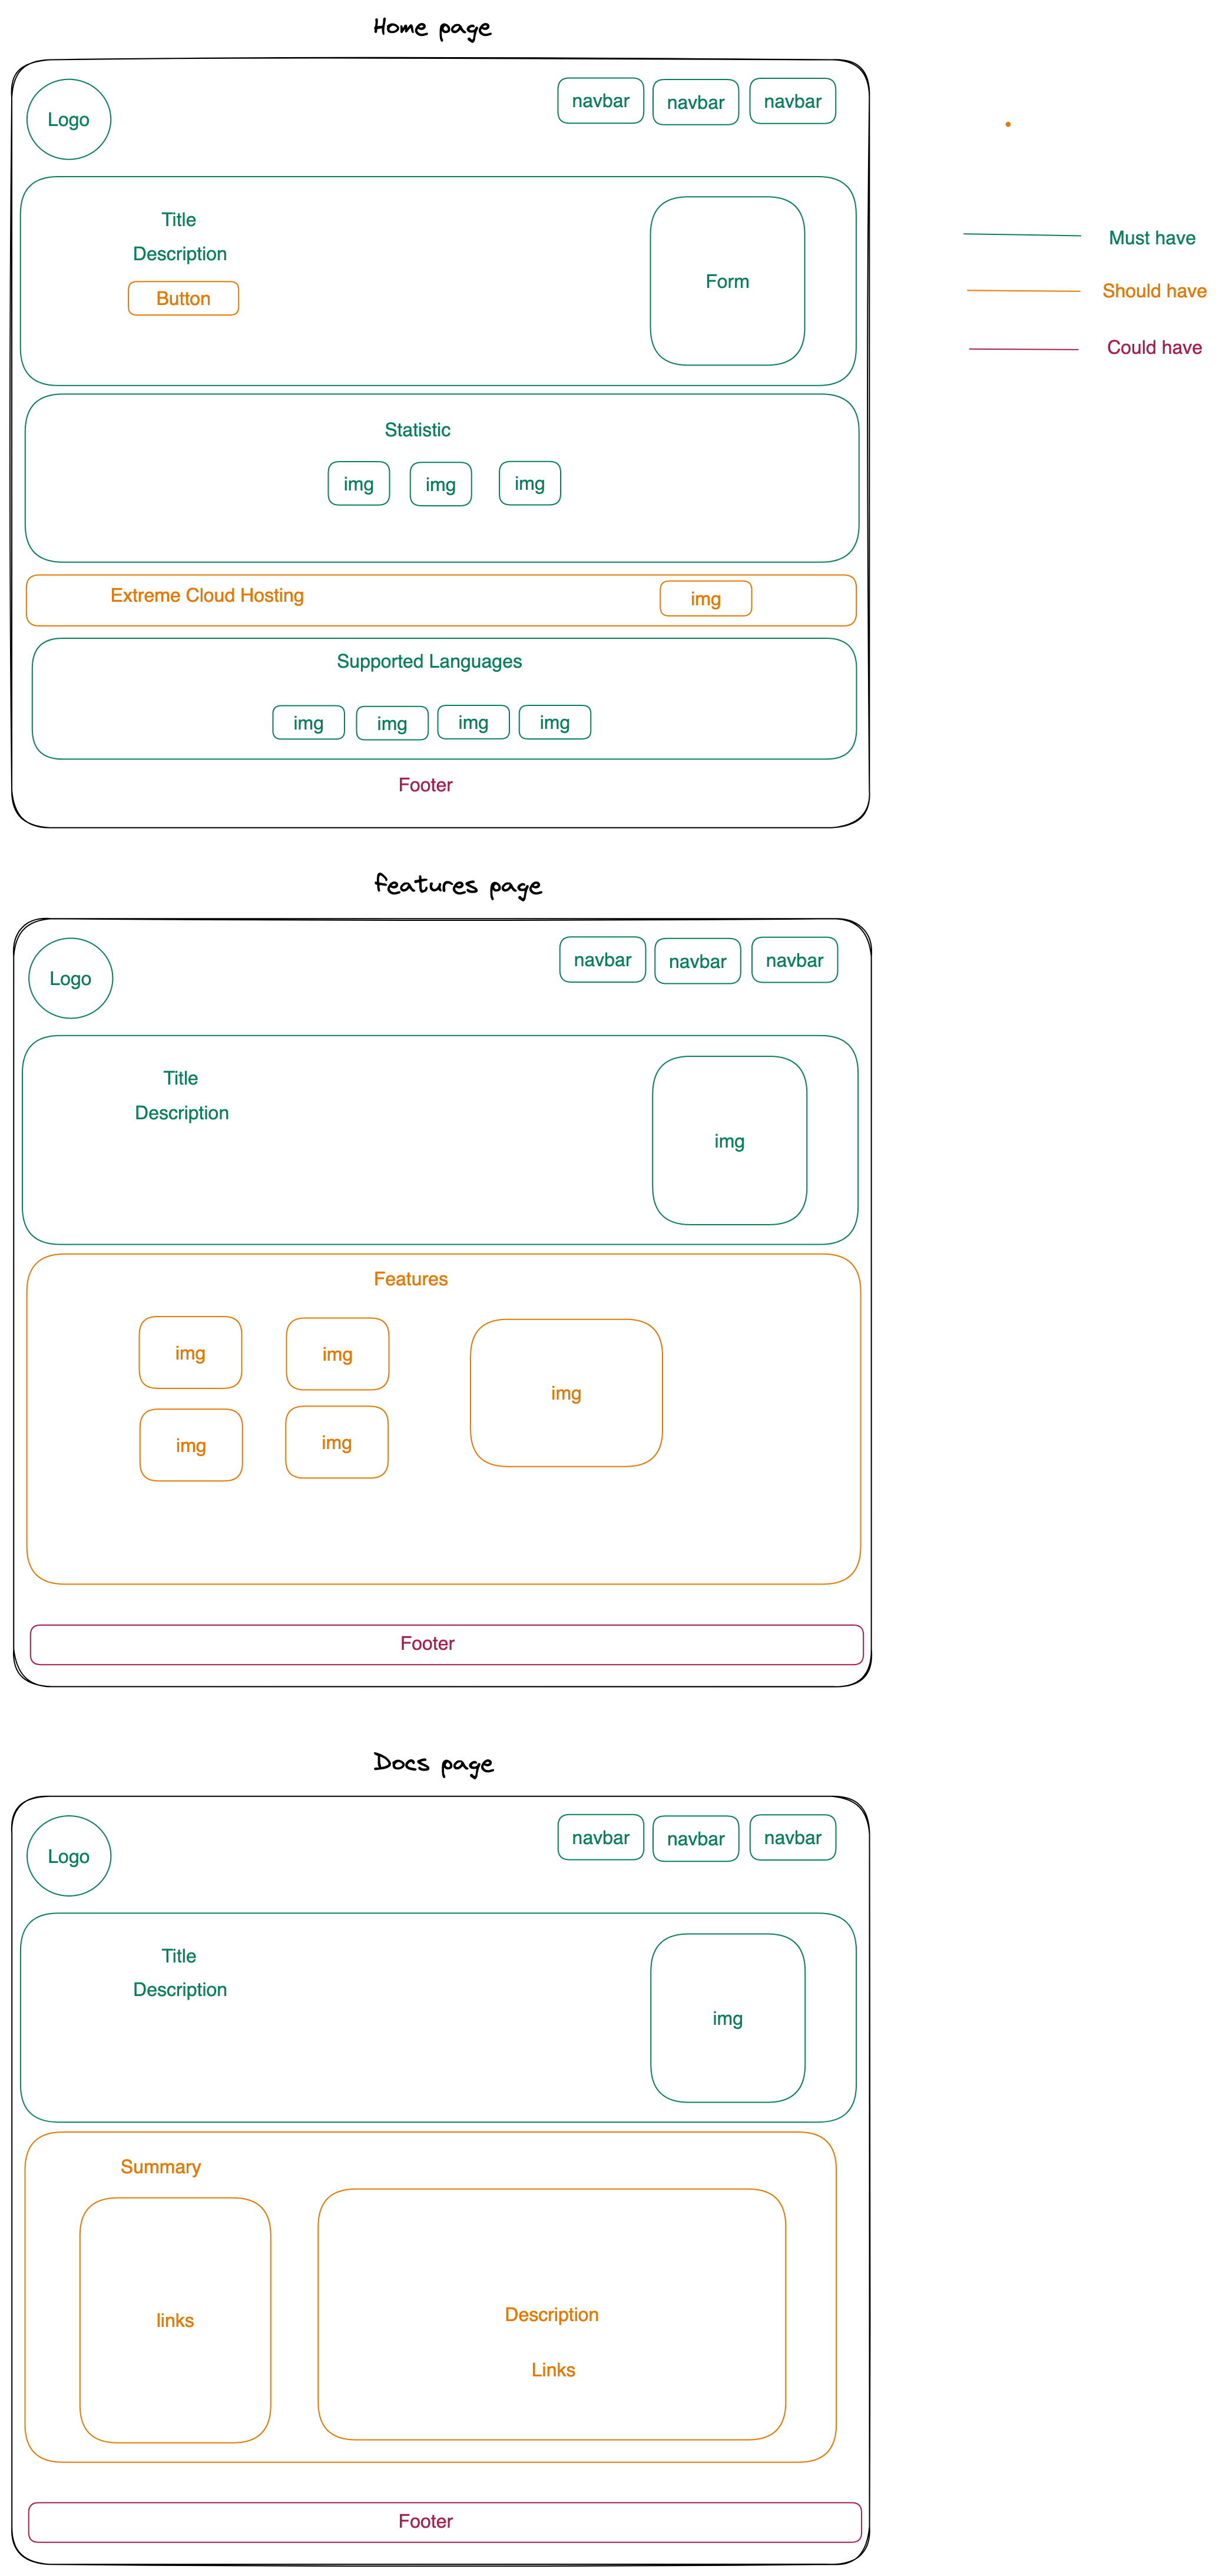 Home page
Logo
navbar navbar navbar
Title
Description
Button
Form
Must have
Should have
Could have
Statistic
img img img
Extreme Cloud Hosting img
Supported Languages
img img img img
Footer
features page
Logo
navbar navbar navbar
Title
Description
img
Features
img img
img
img img
Footer
Docs page
Logo
navbar navbar navbar
Title
Description
img
Summary
links
Description
Links
Footer